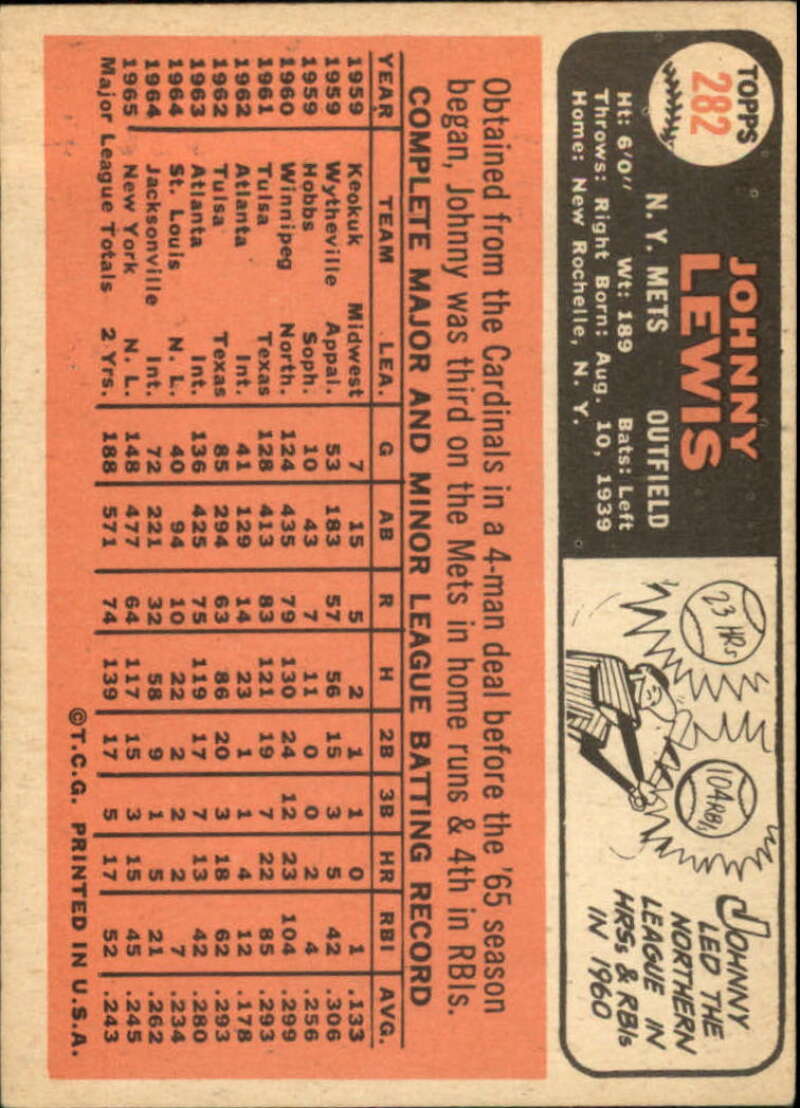 TOPPS
282
JOHNNY
LEWIS
N. Y. METS OUTFIELD
Ht: 6'0" Wt: 189 Bats: Left
Throws: Right Born: Aug. 10, 1939
Home: New Rochelle, N. Y.
23 HRs
104 RBIs
JOHNNY
LED THE
NORTHERN
LEAGUE IN
HRSs & RBIs
IN 1960
Obtained from the Cardinals in a 4-man deal before the '65 season
began, Johnny was third on the Mets in home runs & 4th in RBIs.
COMPLETE MAJOR AND MINOR LEAGUE BATTING RECORD
YEAR TEAM LEA. G AB R H 2B 3B HR RBI AVG.
1959 Keokuk Midwest 7 15 5 2 1 1 0 1 .133
1959 Wytheville Appal. 53 183 57 56 15 3 5 42 .306
1959 Hobbs Soph. 10 43 7 11 0 0 2 4 .256
1960 Winnipeg North. 124 435 79 130 24 12 23 104 .299
1961 Tulsa Texas 128 413 83 121 19 7 22 85 .293
1962 Atlanta Int. 41 129 14 23 1 1 4 12 .178
1962 Tulsa Texas 85 294 63 86 20 3 18 62 .293
1963 Atlanta Int. 136 425 75 119 17 7 13 42 .280
1964 St. Louis N. L. 40 94 10 22 2 2 2 7 .234
1964 Jacksonville Int. 72 221 32 58 9 1 5 21 .262
1965 New York N. L. 148 477 64 117 15 3 15 45 .245
Major League Totals 2 Yrs. 188 571 74 139 17 5 17 52 .243
©T.C.G. PRINTED IN U.S.A.